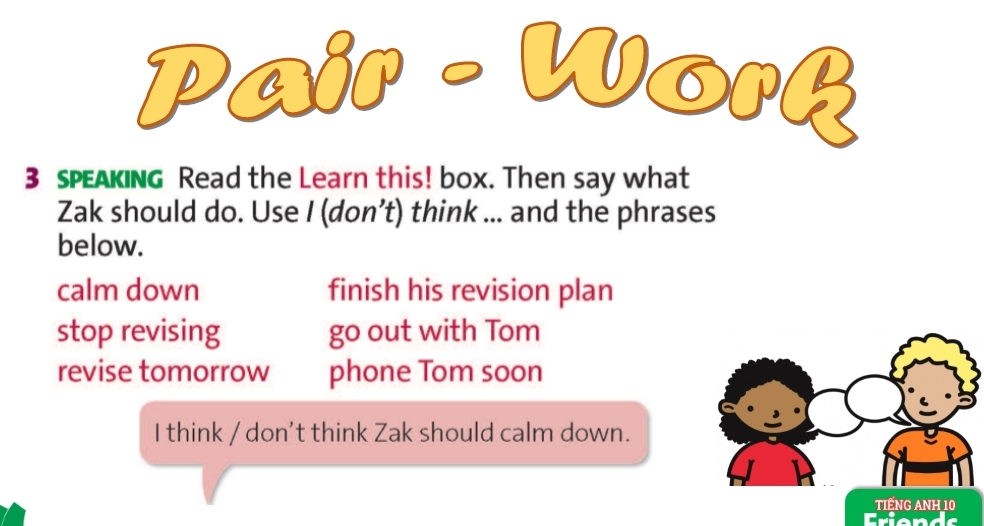 Pair - Work
3 SPEAKING Read the Learn this! box. Then say what
Zak should do. Use I (don't) think ... and the phrases
below.
calm down
finish his revision plan
stop revising
go out with Tom
revise tomorrow
phone Tom soon
I think / don't think Zak should calm down.
TIẾNG ANH 10
Friends